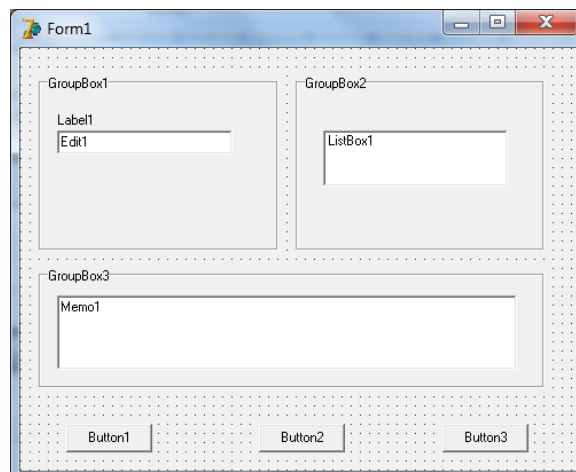 Form1
GroupBox1
GroupBox2
Label1
Edit1
ListBox1
GroupBox3
Memo1
Button1
Button2
Button3